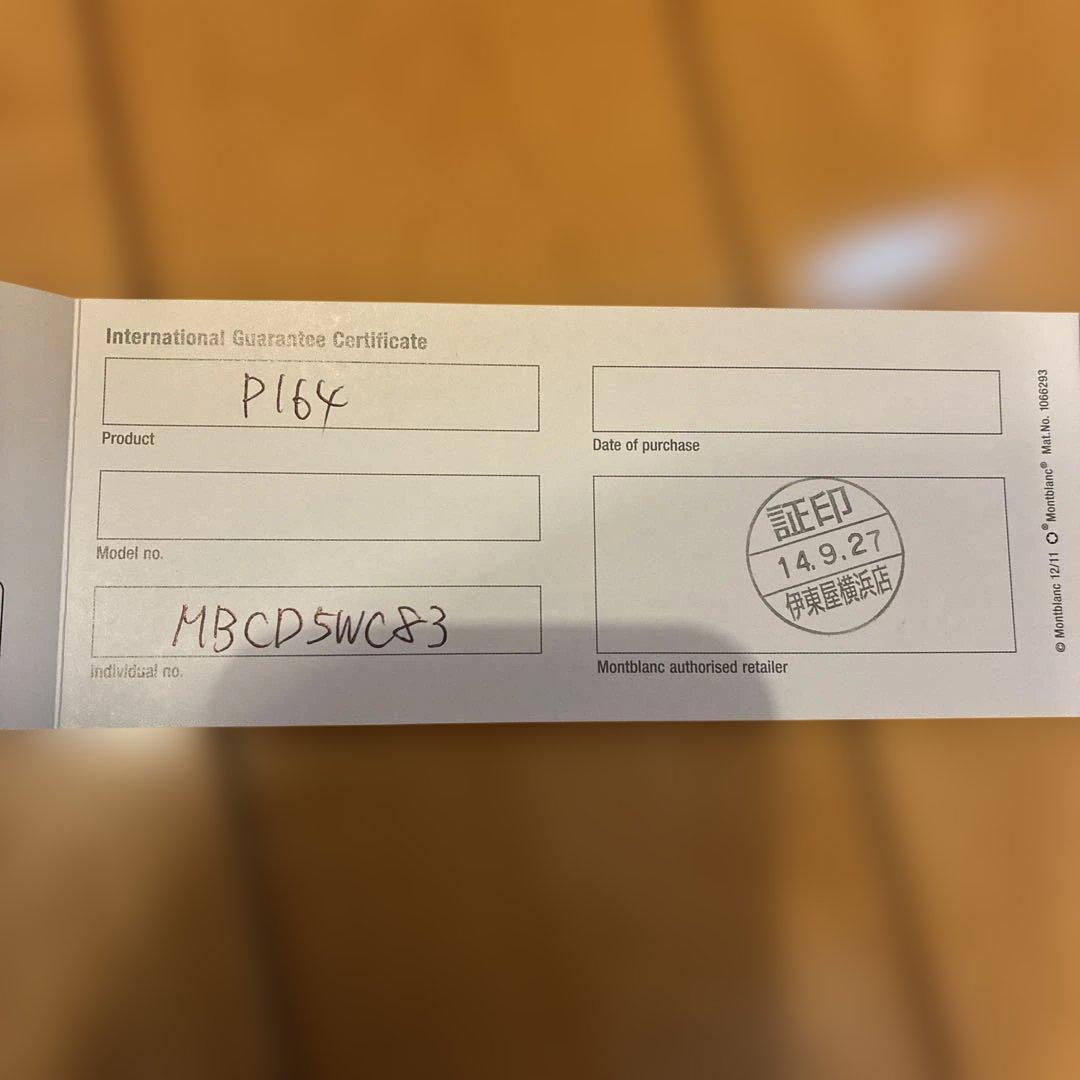 International Guarantee Certificate
P164
Product
Model no.
MBCD5WC83
Individual no.
Date of purchase
証印
14.9.27
伊東屋横浜店
Montblanc authorised retailer
© Montblanc 12/11 ® Montblanc® Mat.No. 1066293